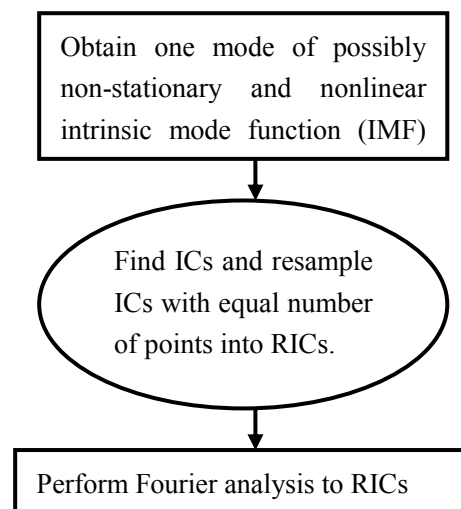 Obtain one mode of possibly
non-stationary and nonlinear
intrinsic mode function (IMF)
Find ICs and resample
ICs with equal number
of points into RICs.
Perform Fourier analysis to RICs